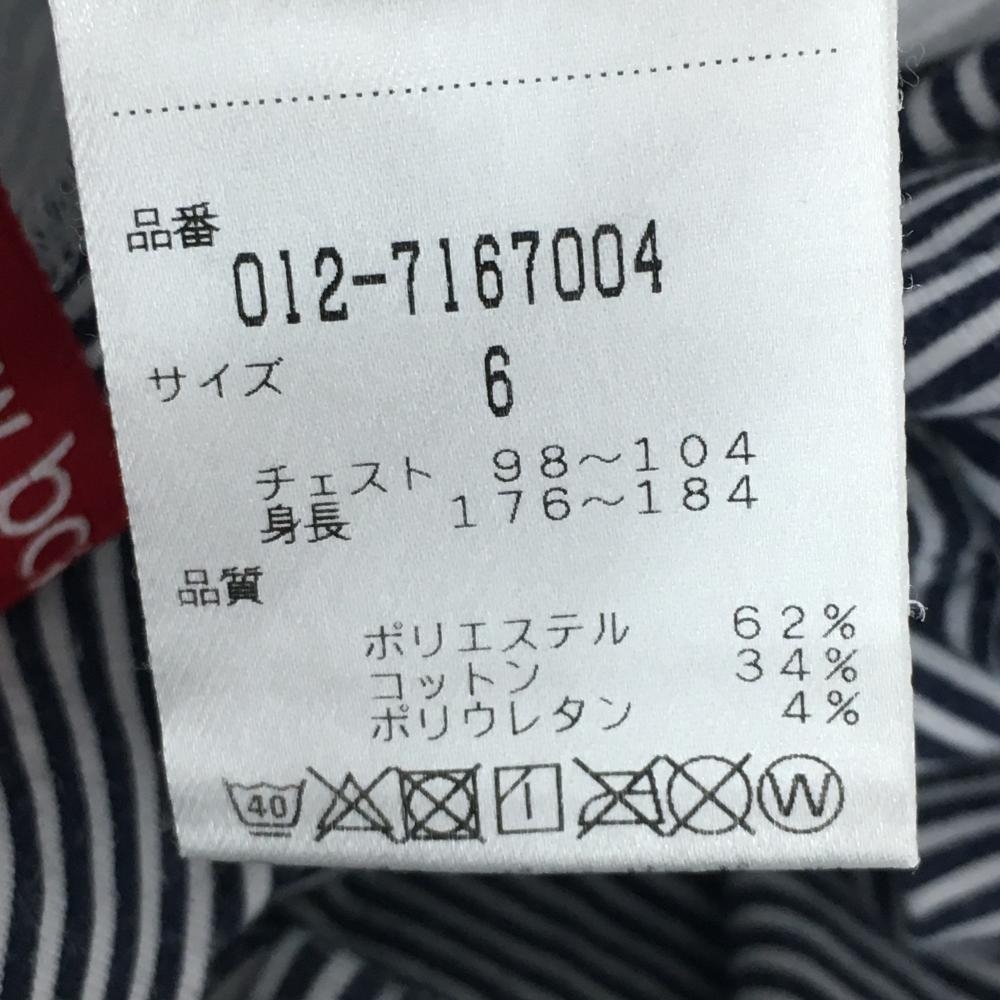 品番
012-7167004
サイズ 6
チェスト 98〜104
身長 176〜184
品質
ポリエステル 62%
コットン 34%
ポリウレタン 4%
40 W